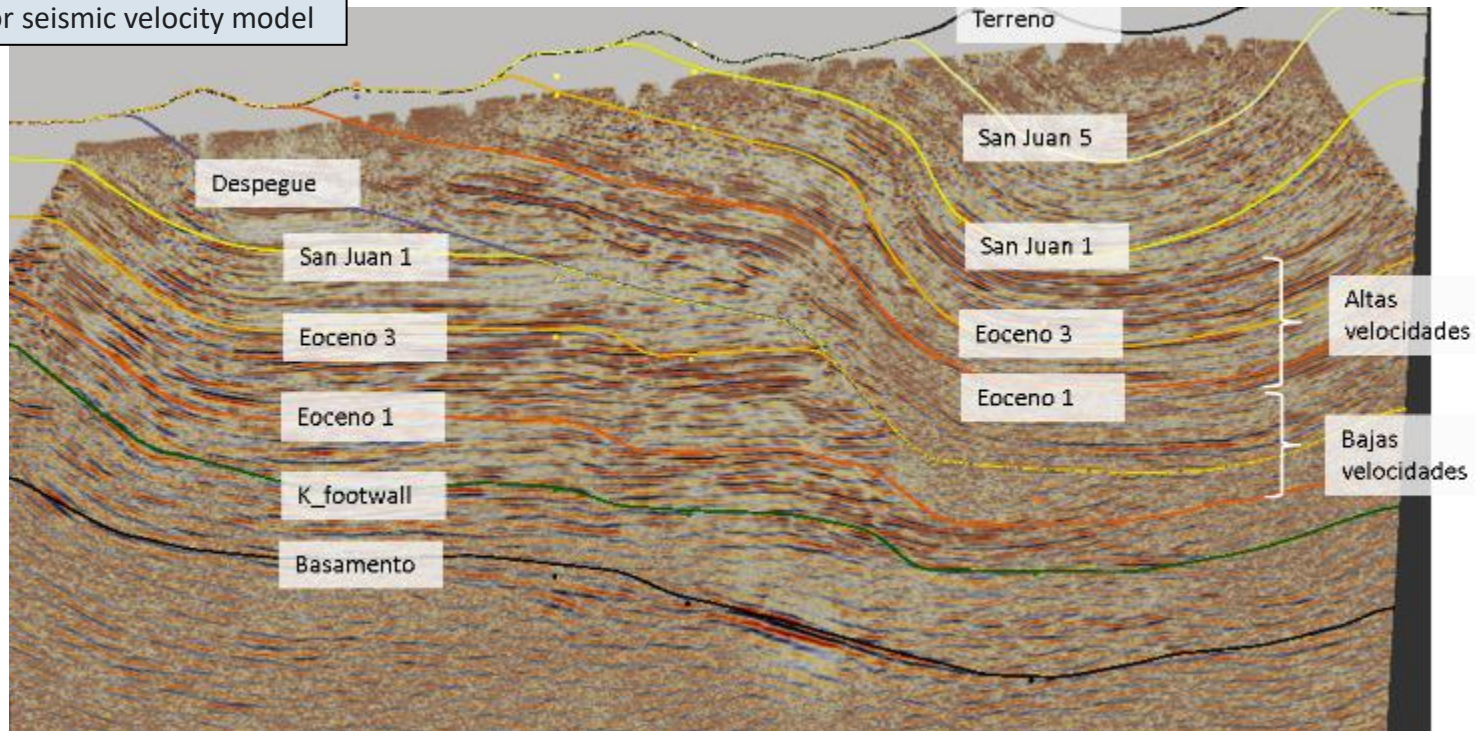 or seismic velocity model
Terreno
San Juan 5
Despegue
San Juan 1
San Juan 1
Altas
velocidades
Eoceno 3
Eoceno 3
Eoceno 1
Eoceno 1
Bajas
velocidades
K_footwall
Basamento